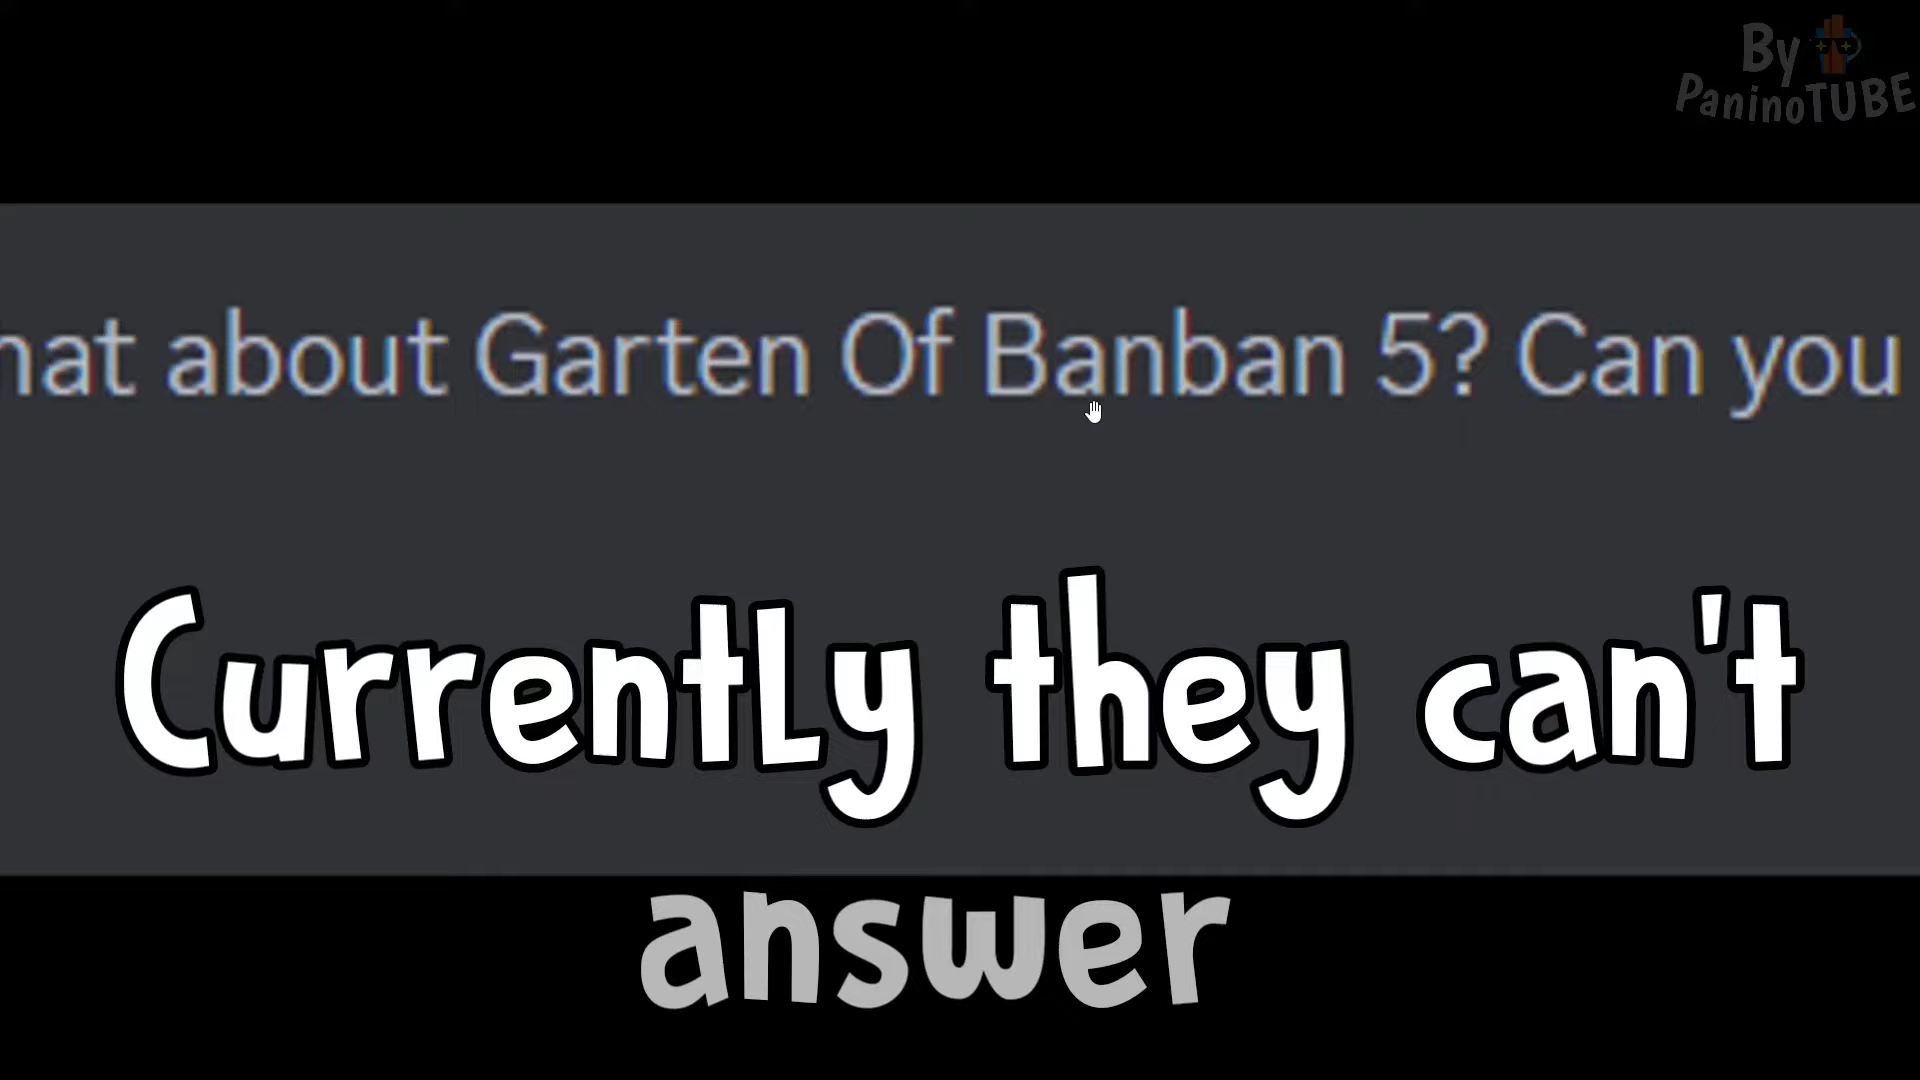 By
PaninoTUBE
hat about Garten Of Banban 5? Can you
Currently they can't
answer